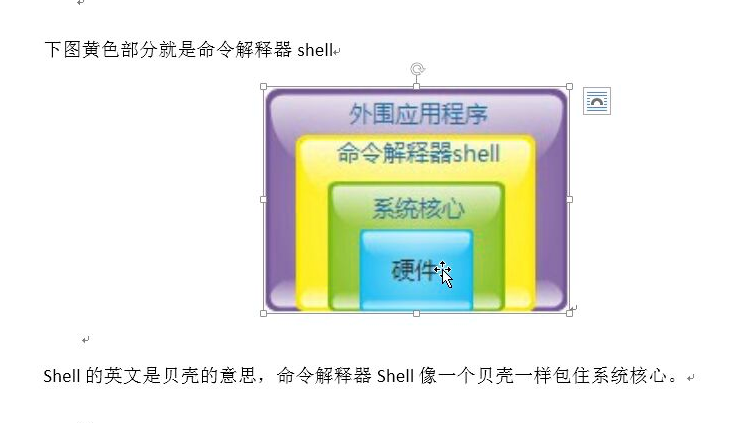 下图黄色部分就是命令解释器 shell
外围应用程序
命令解释器shell
系统核心
硬件
Shell 的英文是贝壳的意思，命令解释器 Shell 像一个贝壳一样包住系统核心。